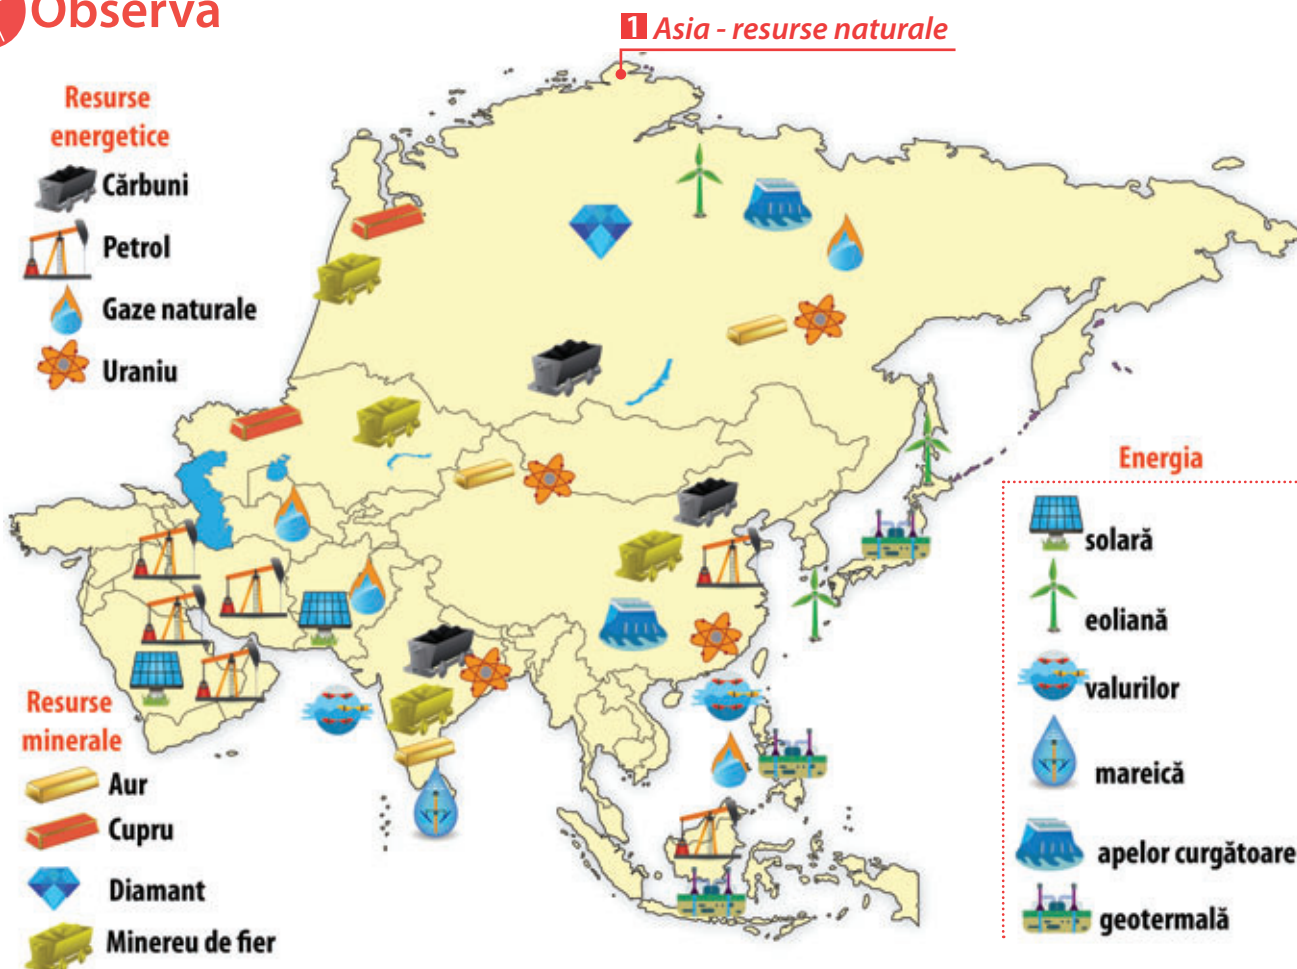 Observă
1 Asia - resurse naturale
Resurse
energetice
Cărbuni
Petrol
Gaze naturale
Uraniu
Resurse
minerale
Aur
Cupru
Diamant
Minereu de fier
Energia
solară
eoliană
valurilor
mareică
apelor curgătoare
geotermală